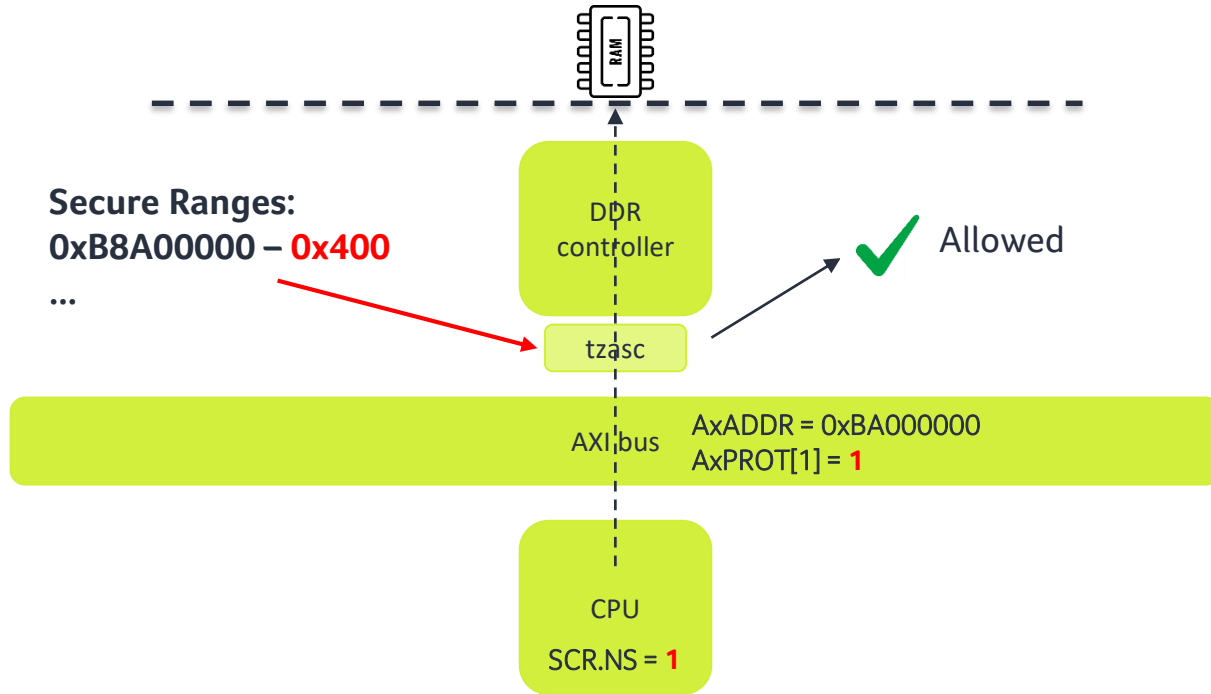 RAM
Secure Ranges:
0xB8A00000 – 0x400
...
DDR
controller
Allowed
tzasc
AXI bus
AxADDR = 0xBA000000
AxPROT[1] = 1
CPU
SCR.NS = 1